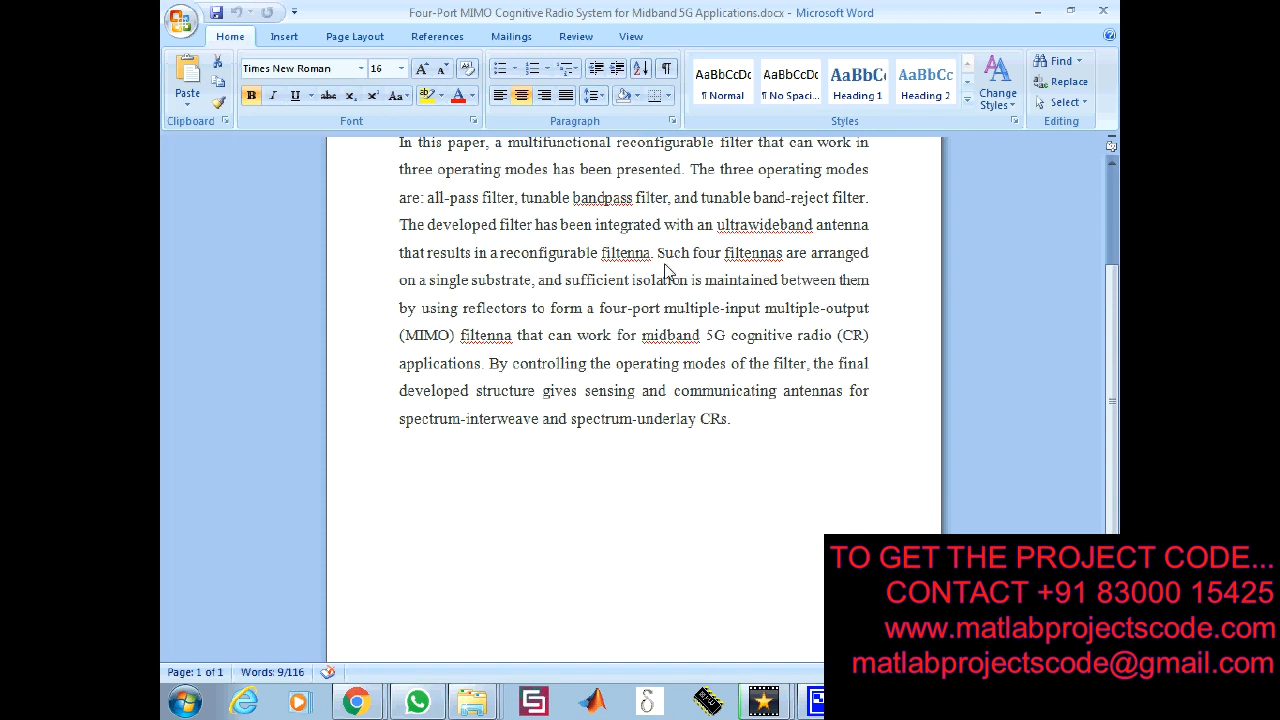 Four-Port MIMO Cognitive Radio System for Midband 5G Applications.docx - Microsoft Word
Home Insert Page Layout References Mailings Review View
Times New Roman 16
Paste
AaBbCcDc AaBbCcDc AaBbC AaBbCc
¶ Normal ¶ No Spaci... Heading 1 Heading 2
Change Styles
Find
Replace
Select
Clipboard Font Paragraph Styles Editing
In this paper, a multifunctional reconfigurable filter that can work in
three operating modes has been presented. The three operating modes
are: all-pass filter, tunable bandpass filter, and tunable band-reject filter.
The developed filter has been integrated with an ultrawideband antenna
that results in a reconfigurable filtenna. Such four filtennas are arranged
on a single substrate, and sufficient isolation is maintained between them
by using reflectors to form a four-port multiple-input multiple-output
(MIMO) filtenna that can work for midband 5G cognitive radio (CR)
applications. By controlling the operating modes of the filter, the final
developed structure gives sensing and communicating antennas for
spectrum-interweave and spectrum-underlay CRs.
TO GET THE PROJECT CODE...
CONTACT +91 83000 15425
www.matlabprojectscode.com
matlabprojectscode@gmail.com
Page: 1 of 1 Words: 9/116